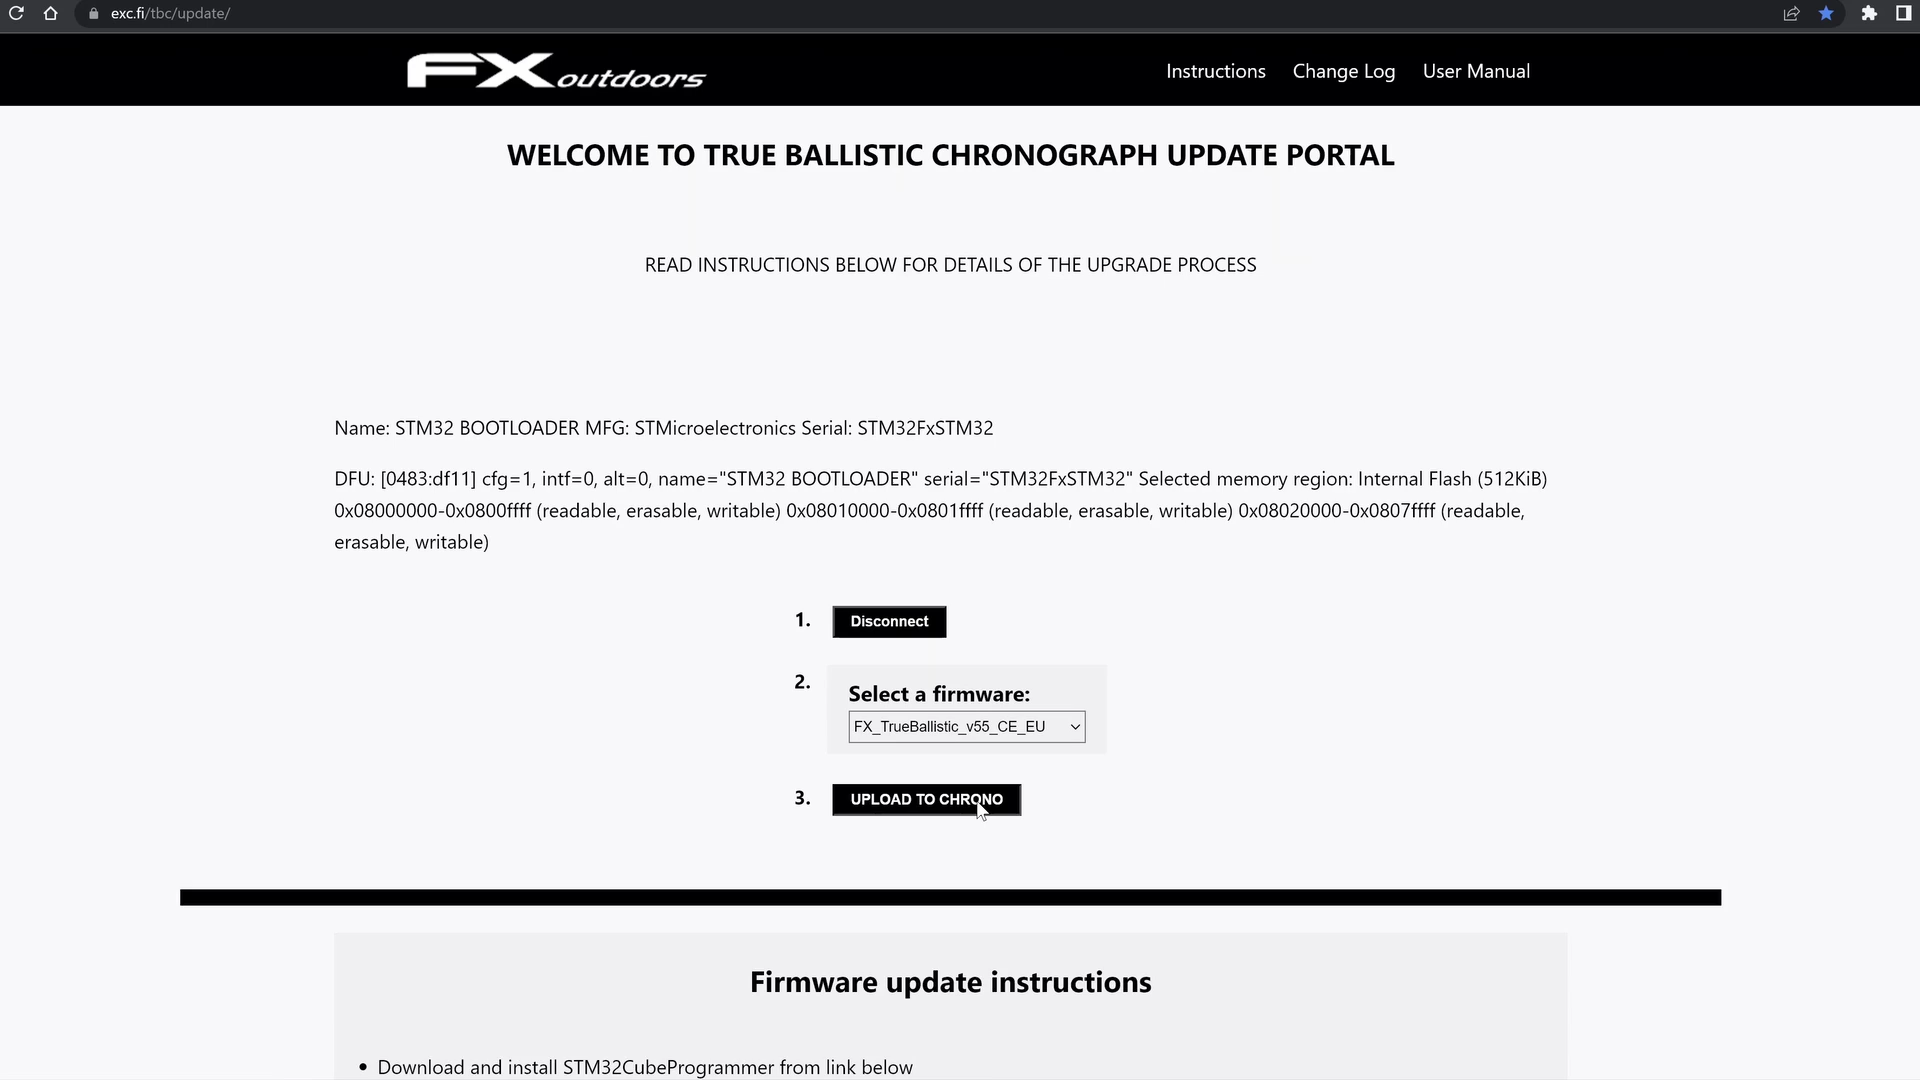 exc.fi/tbc/update/
FX outdoors
Instructions Change Log User Manual
WELCOME TO TRUE BALLISTIC CHRONOGRAPH UPDATE PORTAL
READ INSTRUCTIONS BELOW FOR DETAILS OF THE UPGRADE PROCESS
Name: STM32 BOOTLOADER MFG: STMicroelectronics Serial: STM32FxSTM32
DFU: [0483:df11] cfg=1, intf=0, alt=0, name="STM32 BOOTLOADER" serial="STM32FxSTM32" Selected memory region: Internal Flash (512KiB)
0x08000000-0x0800ffff (readable, erasable, writable) 0x08010000-0x0801ffff (readable, erasable, writable) 0x08020000-0x0807ffff (readable,
erasable, writable)
1. Disconnect
2. Select a firmware:
FX_TrueBallistic_v55_CE_EU
3. UPLOAD TO CHRONO
Firmware update instructions
• Download and install STM32CubeProgrammer from link below